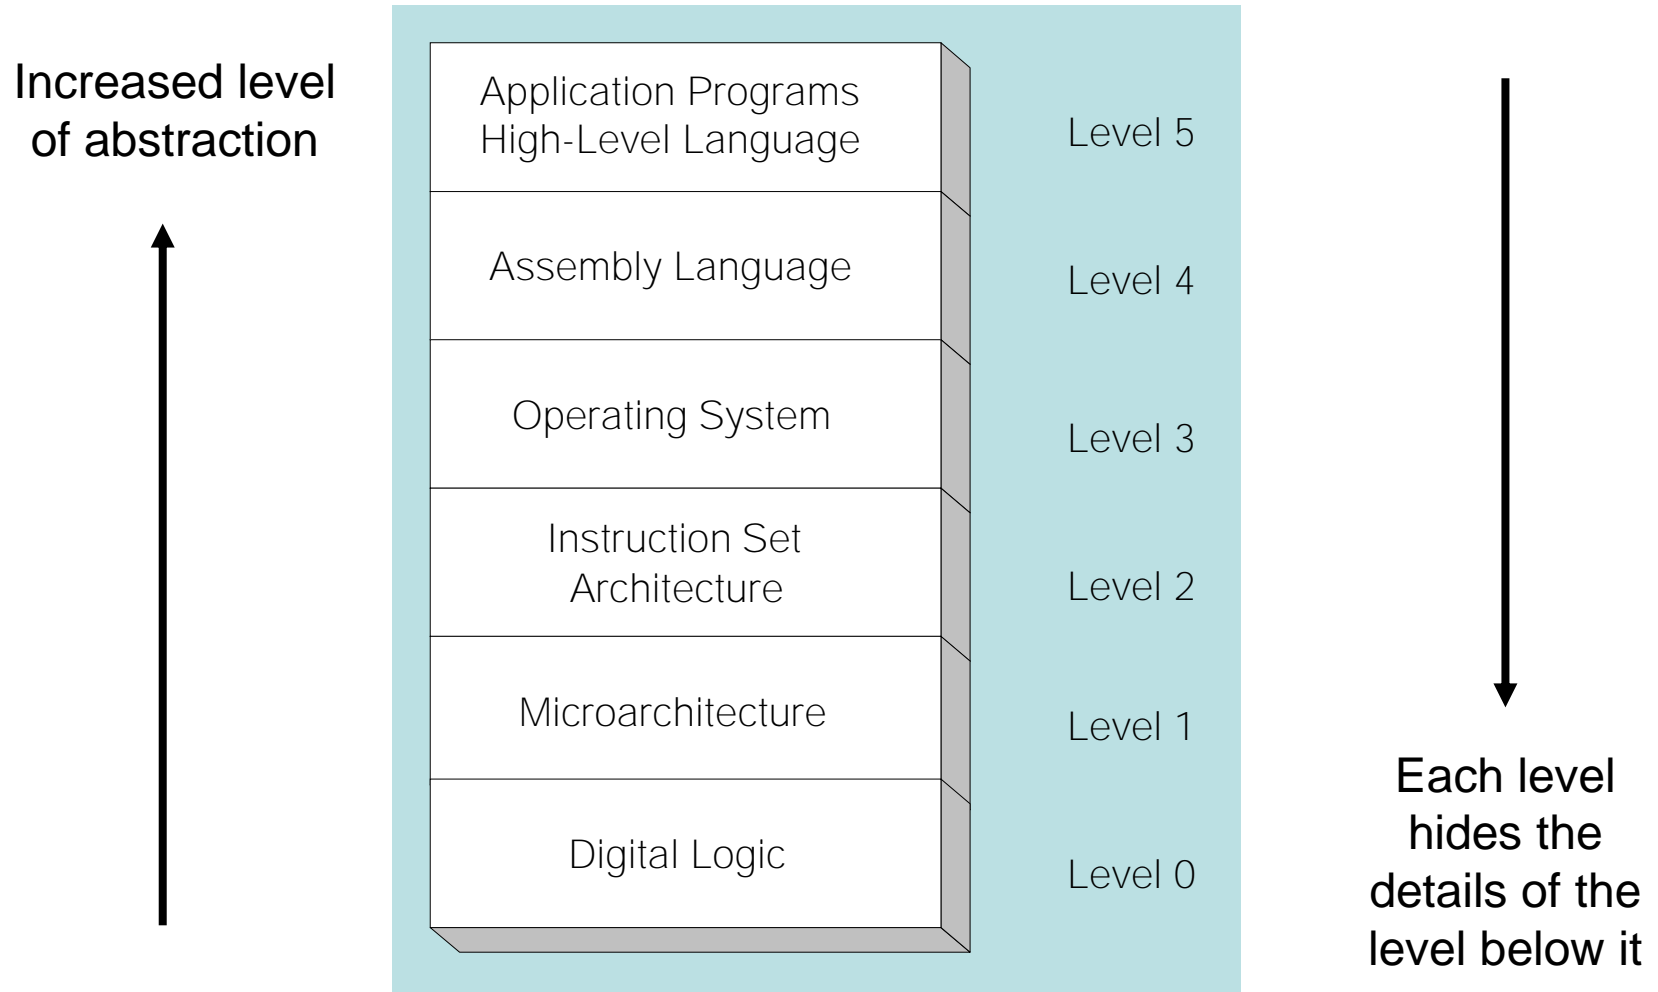 Increased level
of abstraction
Application Programs
High-Level Language
Level 5
Assembly Language
Level 4
Operating System
Level 3
Instruction Set
Architecture
Level 2
Microarchitecture
Level 1
Digital Logic
Level 0
Each level
hides the
details of the
level below it